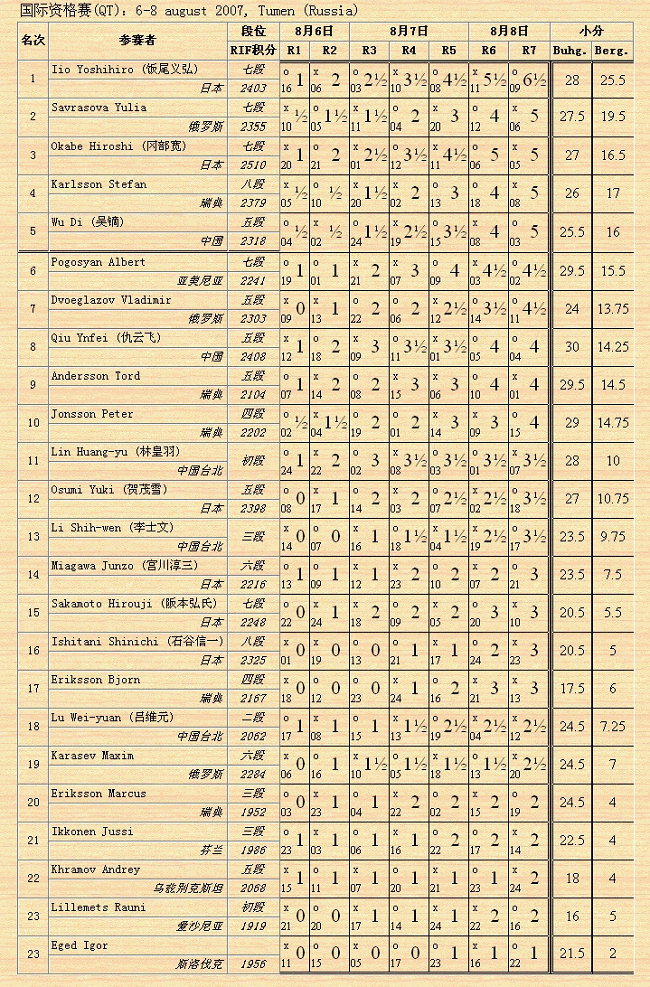 国际资格赛(QT): 6-8 august 2007, Tumen (Russia)
名次 参赛者 段位 8月6日 8月7日 8月8日 小分
RIF积分 R1 R2 R3 R4 R5 R6 R7 Buhg. Berg.
1 Iio Yoshihiro (饭尾义弘) 七段 o 1 x 2 o 2½ x 3½ o 4½ x 5½ o 6½ 28 25.5
日本 2403 16 06 03 10 08 11 09
2 Savrasova Yulia 七段 x ½ o 1½ x 1½ o 2 x 3 o 4 x 5 27.5 19.5
俄罗斯 2355 10 05 11 04 20 12 06
3 Okabe Hiroshi (冈部宽) 七段 x 1 o 2 x 2½ o 3½ x 4½ o 5 x 5 27 16.5
日本 2510 20 21 01 12 11 06 05
4 Karlsson Stefan 八段 x ½ o ½ x 1½ x 2 o 3 o 4 x 5 26 17
瑞典 2379 05 10 20 02 13 18 08
5 Wu Di (吴镝) 五段 o ½ x ½ o 1½ x 2½ o 3½ x 4 o 5 25.5 16
中国 2318 04 02 24 19 15 08 03
6 Pogosyan Albert 七段 o 1 o 1 x 2 x 3 o 4 x 4½ o 4½ 29.5 15.5
亚美尼亚 2241 19 01 21 07 09 03 02
7 Dvoeglazov Vladimir 五段 x 0 x 1 o 2 o 2 x 2½ o 3½ o 4½ 24 13.75
俄罗斯 2303 09 13 22 06 12 14 11
8 Qiu Ynfei (仇云飞) 五段 x 1 o 2 x 3 o 3½ x 3½ o 4 o 4 30 14.25
中国 2408 12 18 09 11 01 05 04
9 Andersson Tord 五段 o 1 x 2 o 2 x 3 x 3 o 4 x 4 29.5 14.5
瑞典 2104 07 14 08 15 06 10 01
10 Jonsson Peter 四段 o ½ x 1½ o 2 o 2 x 3 x 3 o 4 29 14.75
瑞典 2202 02 04 19 01 14 09 15
11 Lin Huang-yu (林皇羽) 初段 o 1 x 2 o 3 x 3½ o 3½ o 3½ x 3½ 28 10
中国台北 24 22 02 08 03 01 07
12 Osumi Yuki (贺茂雪) 五段 o 0 x 1 o 2 x 2 o 2½ x 2½ o 3½ 27 10.75
日本 2398 08 17 14 03 07 02 18
13 Li Shih-wen (李士文) 三段 x 0 o 0 x 1 o 1½ x 1½ x 2½ o 3½ 23.5 9.75
中国台北 14 07 16 18 04 19 17
14 Miagawa Junzo (宫川淳三) 六段 o 1 o 1 x 1 x 2 o 2 x 2 o 3 23.5 7.5
日本 2216 13 09 12 23 10 07 21
15 Sakamoto Hirouji (阪本弘氏) 七段 o 0 x 1 x 2 o 2 x 2 o 3 x 3 20.5 5.5
日本 2248 22 24 18 09 05 20 10
16 Ishitani Shinichi (石谷信一) 八段 x 0 x 0 o 0 o 1 x 1 o 2 x 3 20.5 5
日本 2325 01 19 13 21 17 24 23
17 Eriksson Bjorn 四段 x 0 o 0 o 0 x 1 o 2 x 3 x 3 17.5 6
瑞典 2167 18 12 23 24 16 21 13
18 Lu Wei-yuan (吕维元) 二段 o 1 x 1 o 1 x 1½ o 2½ x 2½ x 2½ 24.5 7.25
中国台北 2062 17 08 15 13 19 04 12
19 Karasev Maxim 六段 x 0 o 1 x 1½ o 1½ x 1½ o 1½ x 2½ 24.5 7
俄罗斯 2284 06 16 10 05 18 13 20
20 Eriksson Marcus 三段 o 0 x 1 o 1 x 2 o 2 x 2 o 2 24.5 4
瑞典 1952 03 23 04 22 02 15 19
21 Ikkonen Jussi 三段 o 1 x 1 o 1 x 1 o 2 o 2 x 2 22.5 4
芬兰 1986 23 03 06 16 22 17 14
22 Khramov Andrey 五段 x 1 o 1 x 1 o 1 x 1 o 1 x 2 18 4
乌兹别克斯坦 2068 15 11 07 20 21 23 24
23 Lillemets Rauni 初段 x 0 o 0 x 1 o 1 x 1 x 2 o 2 16 5
爱沙尼亚 1919 21 20 17 14 24 22 16
23 Eged Igor x 0 o 0 x 0 o 0 o 1 x 1 o 1 21.5 2
斯洛伐克 1956 11 15 05 17 23 16 22